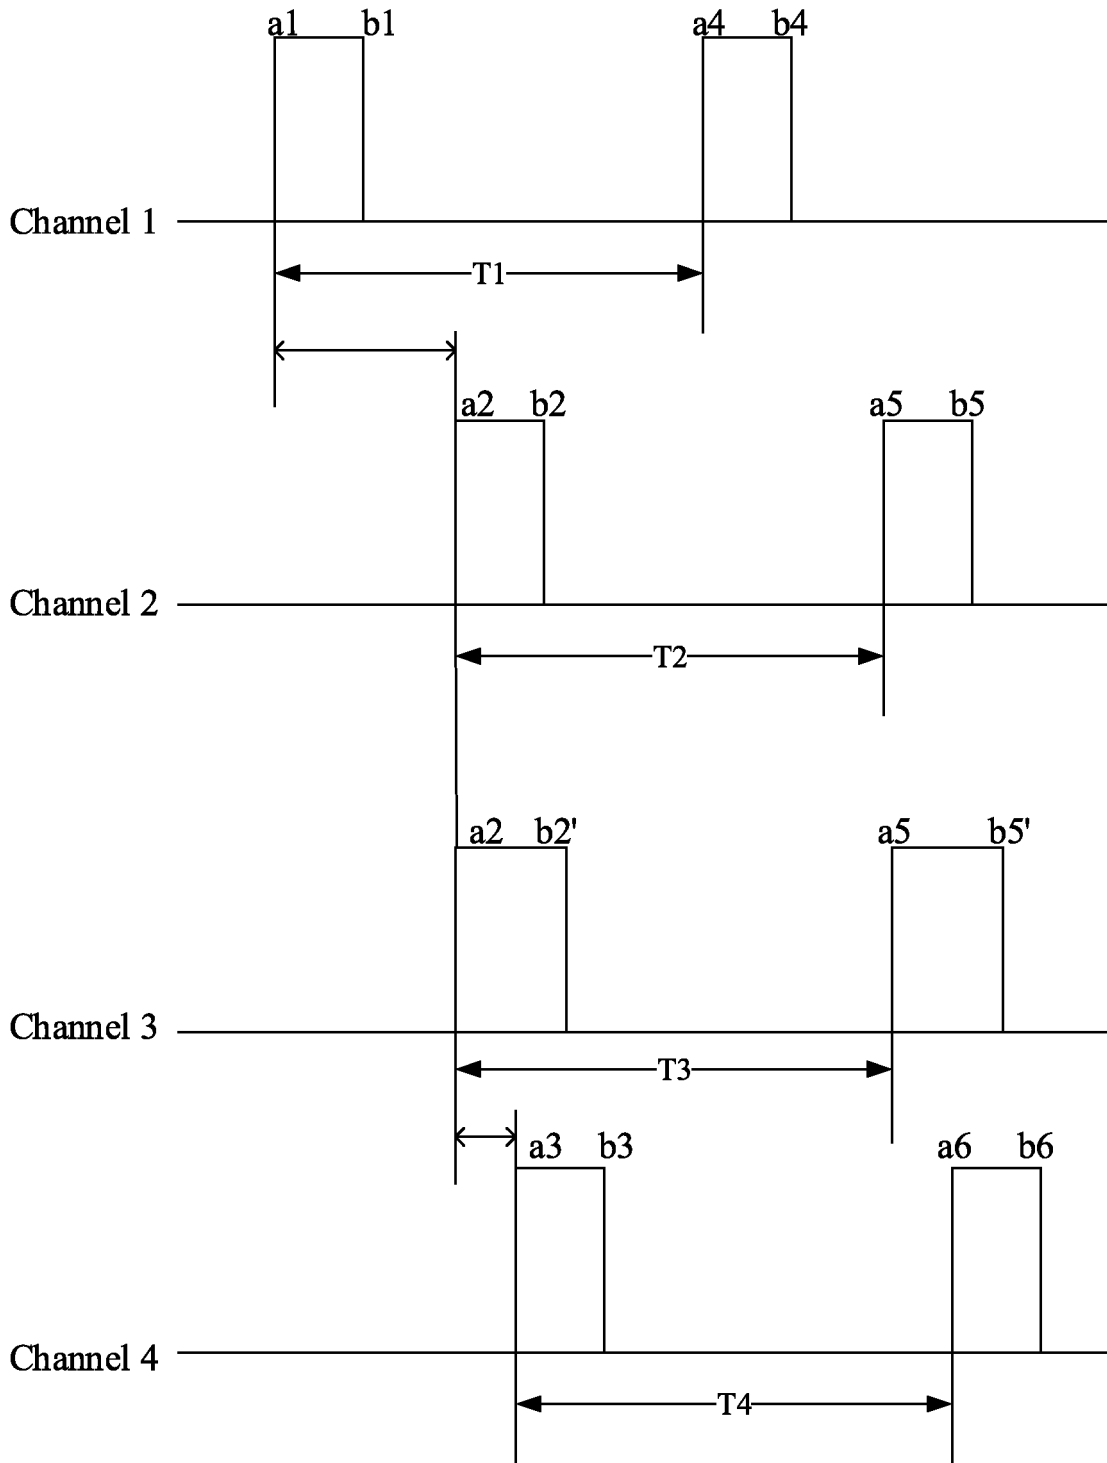 a1 b1 a4 b4
Channel 1
T1
a2 b2 a5 b5
Channel 2
T2
a2 b2' a5 b5'
Channel 3
T3
a3 b3 a6 b6
Channel 4
T4